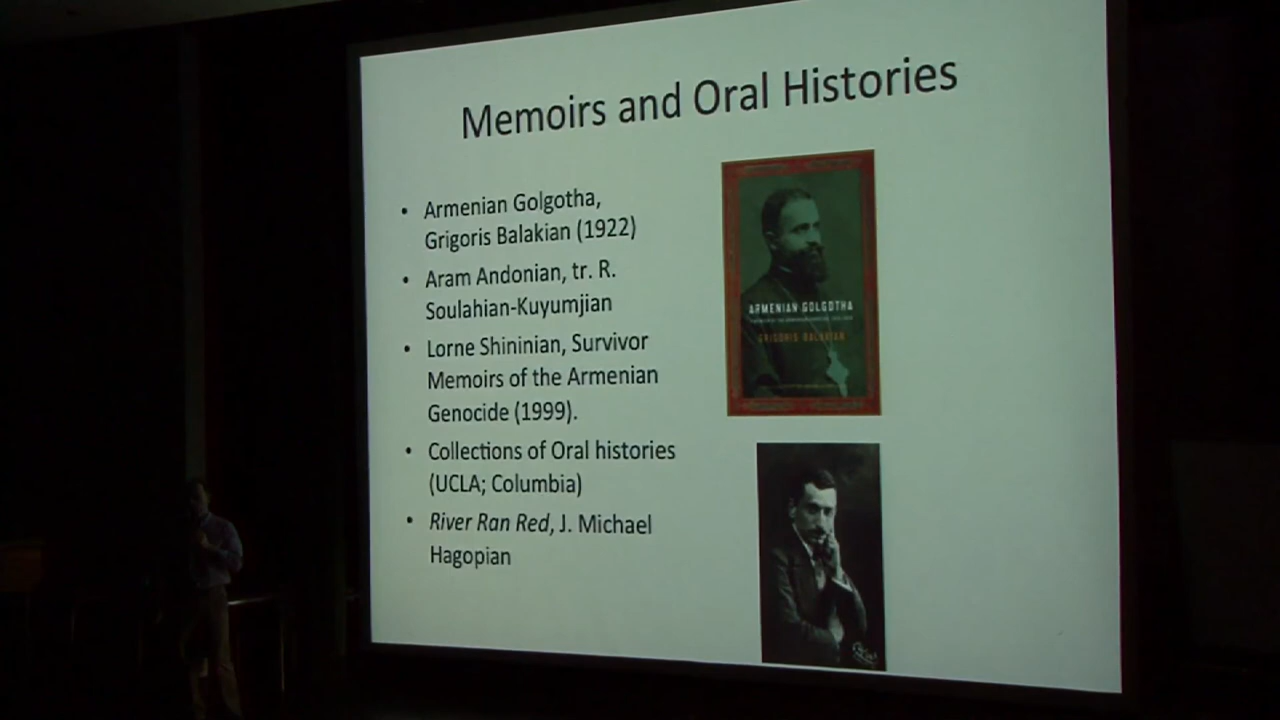 Memoirs and Oral Histories
• Armenian Golgotha,
Grigoris Balakian (1922)
• Aram Andonian, tr. R.
Soulahian-Kuyumjian
• Lorne Shininian, Survivor
Memoirs of the Armenian
Genocide (1999).
• Collections of Oral histories
(UCLA; Columbia)
• River Ran Red, J. Michael
Hagopian
ARMENIAN GOLGOTHA
GRIGORIS BALAKIAN